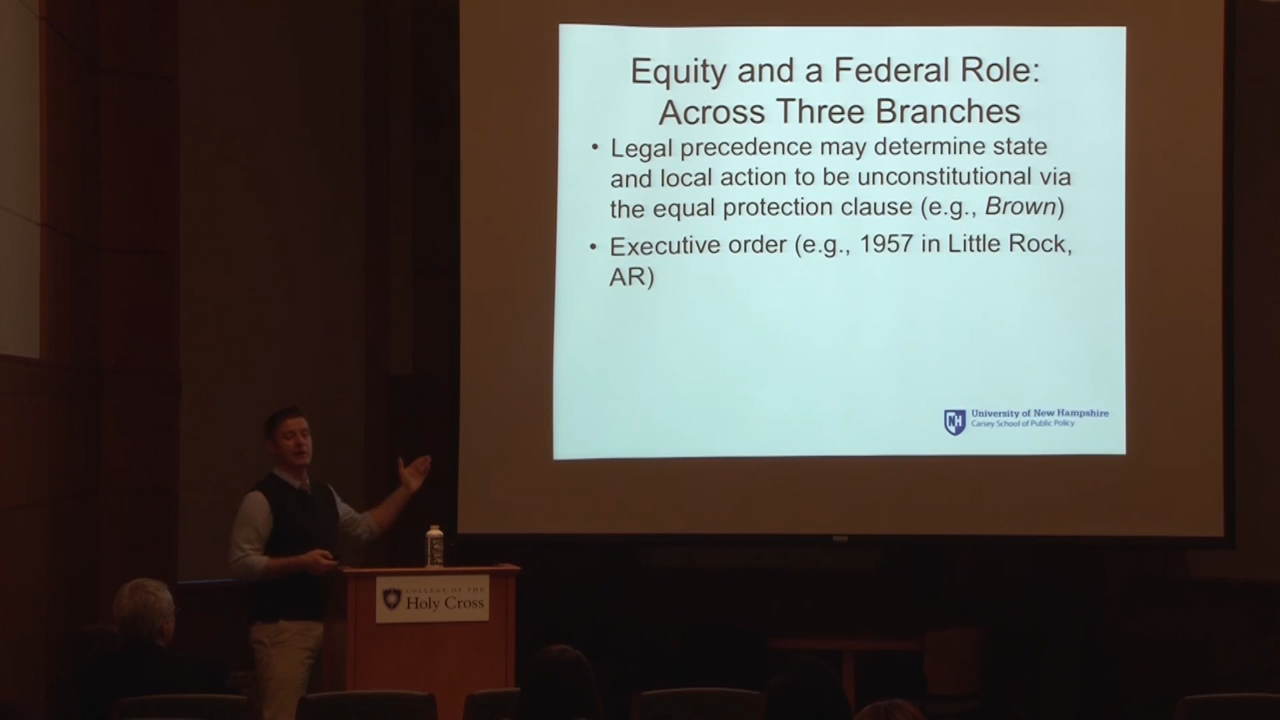 Equity and a Federal Role:
Across Three Branches
• Legal precedence may determine state
and local action to be unconstitutional via
the equal protection clause (e.g., Brown)
• Executive order (e.g., 1957 in Little Rock,
AR)
NH
University of New Hampshire
Carsey School of Public Policy
COLLEGE OF THE
Holy Cross